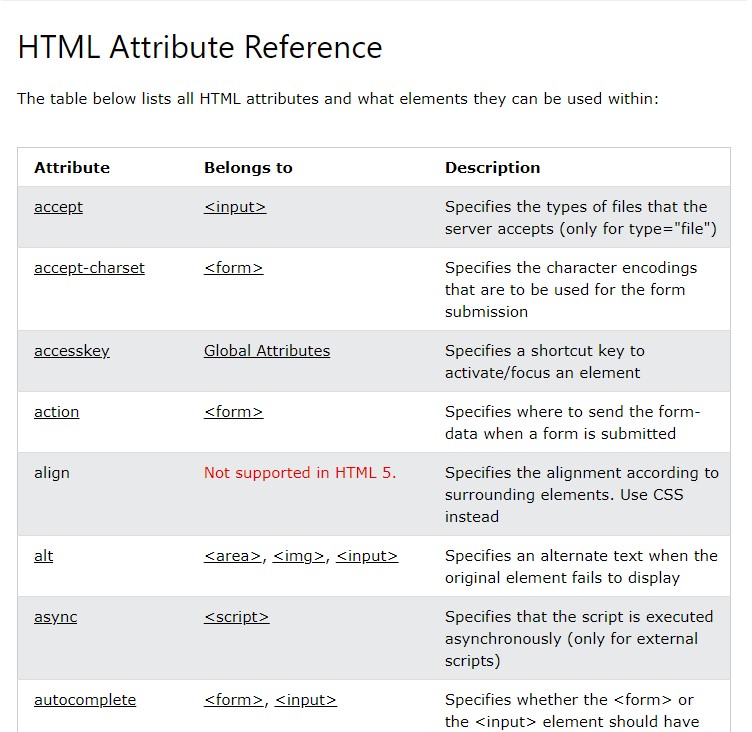 HTML Attribute Reference
The table below lists all HTML attributes and what elements they can be used within:
Attribute Belongs to Description
accept <input> Specifies the types of files that the
server accepts (only for type="file")
accept-charset <form> Specifies the character encodings
that are to be used for the form
submission
accesskey Global Attributes Specifies a shortcut key to
activate/focus an element
action <form> Specifies where to send the form-
data when a form is submitted
align Not supported in HTML 5. Specifies the alignment according to
surrounding elements. Use CSS
instead
alt <area>, <img>, <input> Specifies an alternate text when the
original element fails to display
async <script> Specifies that the script is executed
asynchronously (only for external
scripts)
autocomplete <form>, <input> Specifies whether the <form> or
the <input> element should have